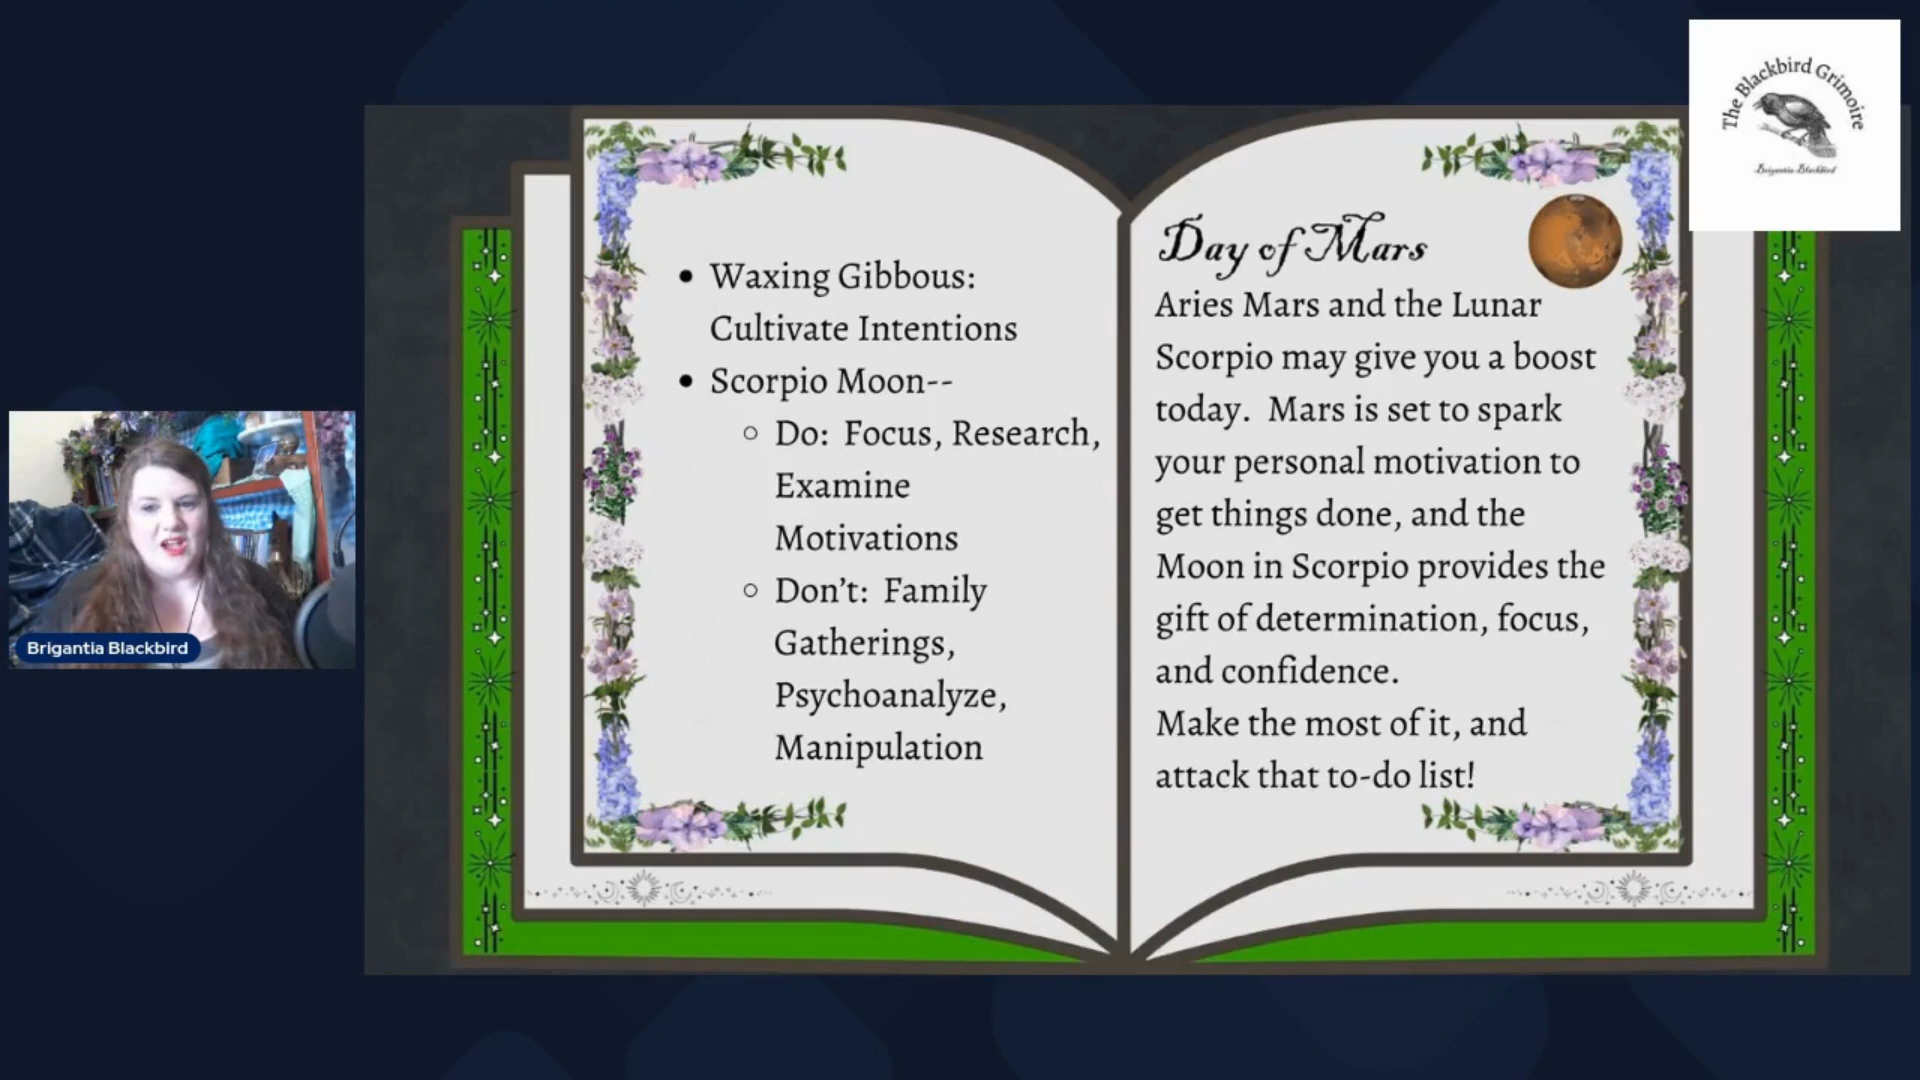 The Blackbird Grimoire
Brigantia Blackbird
Waxing Gibbous:
Cultivate Intentions
Scorpio Moon--
Do:  Focus, Research,
Examine
Motivations
Don't:  Family
Gatherings,
Psychoanalyze,
Manipulation
Day of Mars
Aries Mars and the Lunar
Scorpio may give you a boost
today.  Mars is set to spark
your personal motivation to
get things done, and the
Moon in Scorpio provides the
gift of determination, focus,
and confidence.
Make the most of it, and
attack that to-do list!
Brigantia Blackbird